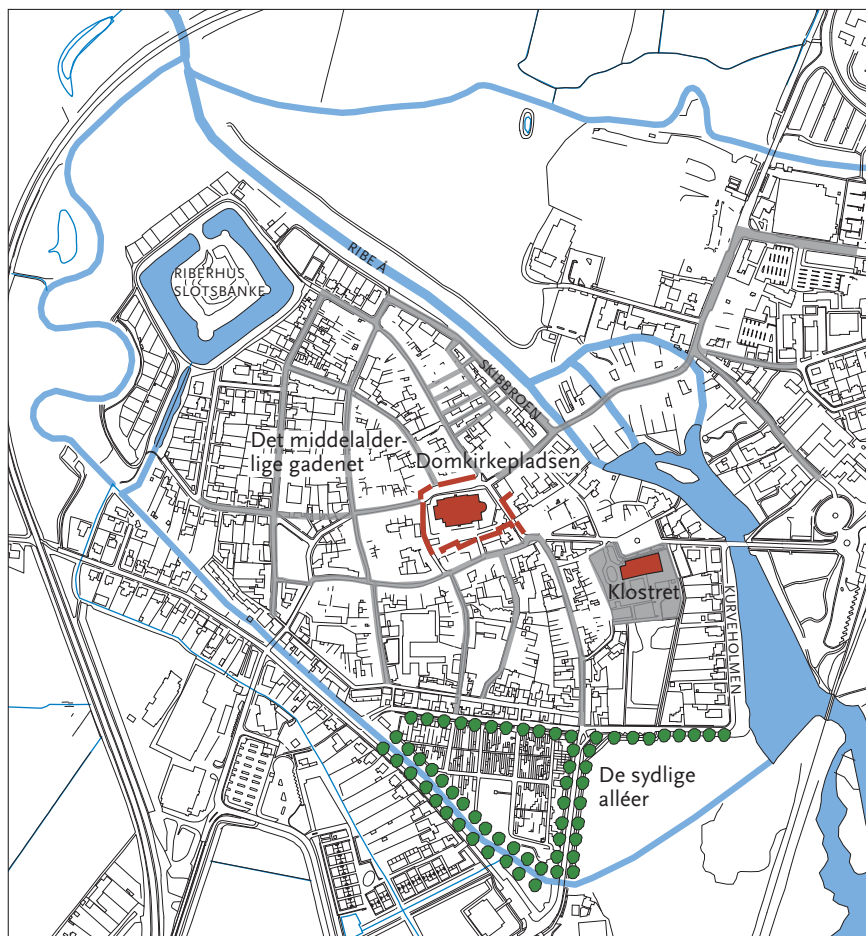 RIBERHUS
SLOTSBANKE
RIBE Å
SKIBBROEN
Det middelalder-
lige gadenet
Domkirkepladsen
Klostret
KURVEHOLMEN
De sydlige
alléer